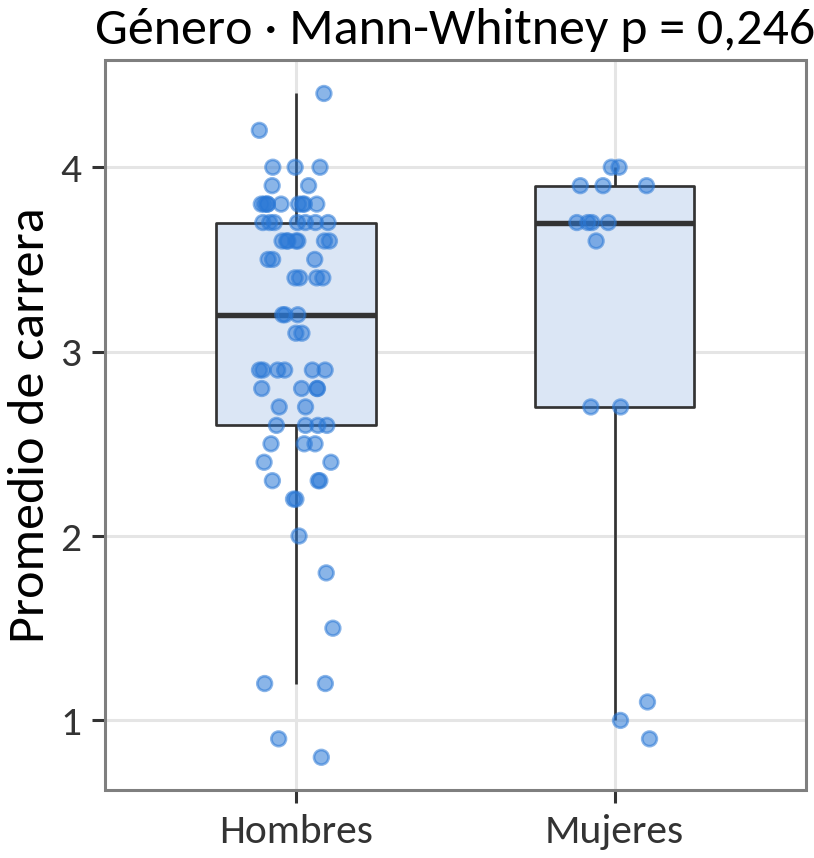 Género · Mann-Whitney p = 0,246
Promedio de carrera
4
3
2
1
Hombres
Mujeres